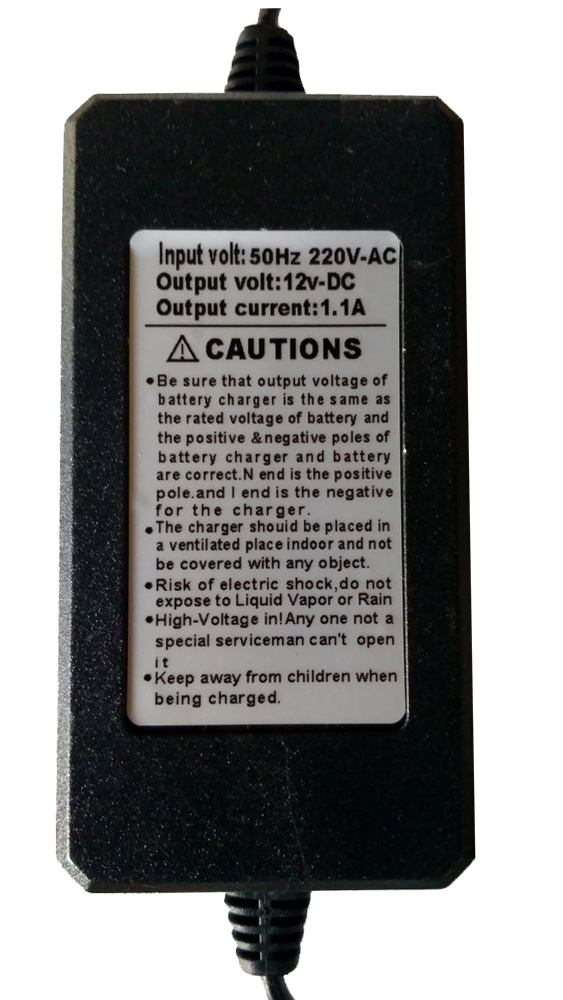 Input volt: 50Hz 220V-AC
Output volt:12v-DC
Output current:1.1A
⚠ CAUTIONS
•Be sure that output voltage of
battery charger is the same as
the rated voltage of battery and
the positive &negative poles of
battery charger and battery
are correct.N end is the positive
pole.and I end is the negative
for the charger.
•The charger shouid be placed in
a ventilated place indoor and not
be covered with any object.
•Risk of electric shock,do not
expose to Liquid Vapor or Rain
•High-Voltage in!Any one not a
special serviceman can't open
it
•Keep away from children when
being charged.